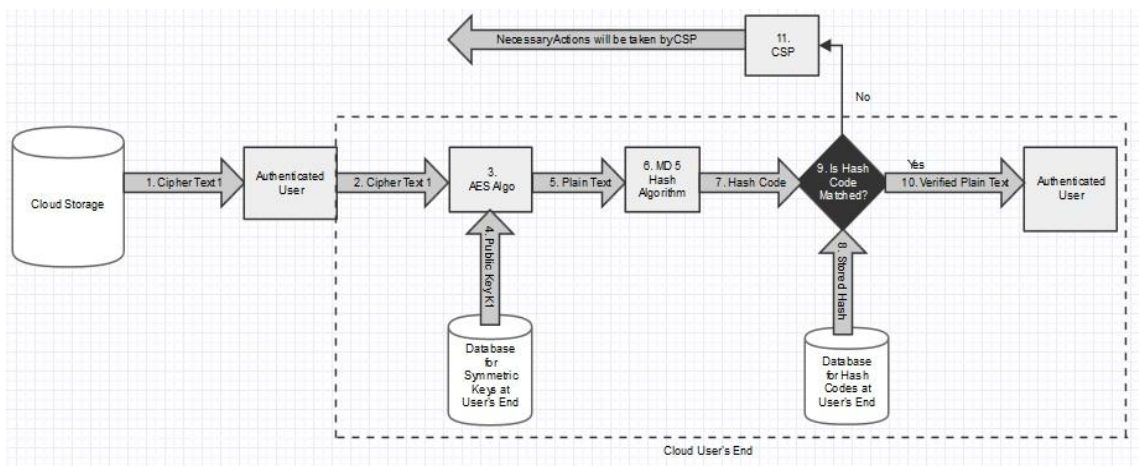 NecessaryActions will be taken byCSP
11.
CSP
No
Cloud Storage
1. Cipher Text 1
Authenticated
User
2. Cipher Text 1
3.
AES Algo
5. Plain Text
6. MD 5
Hash
Algorithm
7. Hash Code
9. Is Hash
Code
Matched?
Yes
10. Verified Plain Text
Authenticated
User
4. Public Key K1
8. Stored Hash
Database
for
Symmetric
Keys at
User's End
Database
for Hash
Codes at
User's End
Cloud User's End